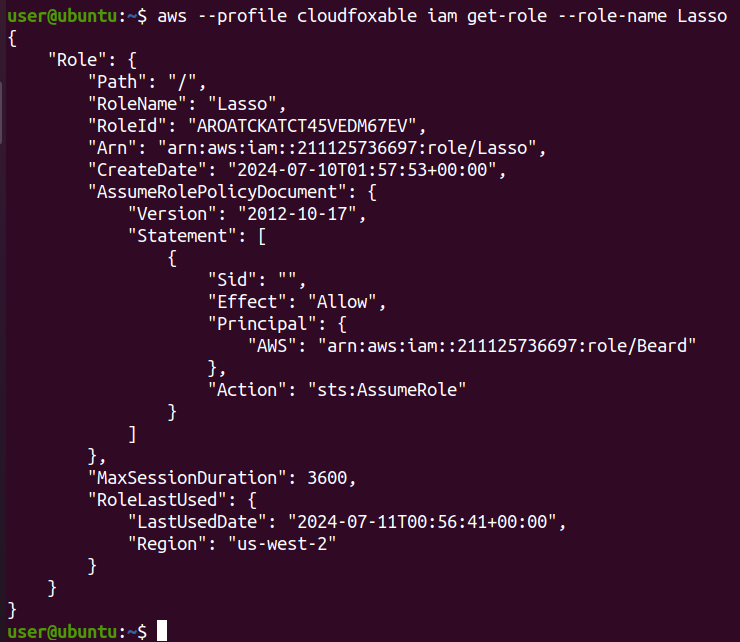 user@ubuntu:~$ aws --profile cloudfoxable iam get-role --role-name Lasso
{
    "Role": {
        "Path": "/",
        "RoleName": "Lasso",
        "RoleId": "AROATCKATCT45VEDM67EV",
        "Arn": "arn:aws:iam::211125736697:role/Lasso",
        "CreateDate": "2024-07-10T01:57:53+00:00",
        "AssumeRolePolicyDocument": {
            "Version": "2012-10-17",
            "Statement": [
                {
                    "Sid": "",
                    "Effect": "Allow",
                    "Principal": {
                        "AWS": "arn:aws:iam::211125736697:role/Beard"
                    },
                    "Action": "sts:AssumeRole"
                }
            ]
        },
        "MaxSessionDuration": 3600,
        "RoleLastUsed": {
            "LastUsedDate": "2024-07-11T00:56:41+00:00",
            "Region": "us-west-2"
        }
    }
}
user@ubuntu:~$